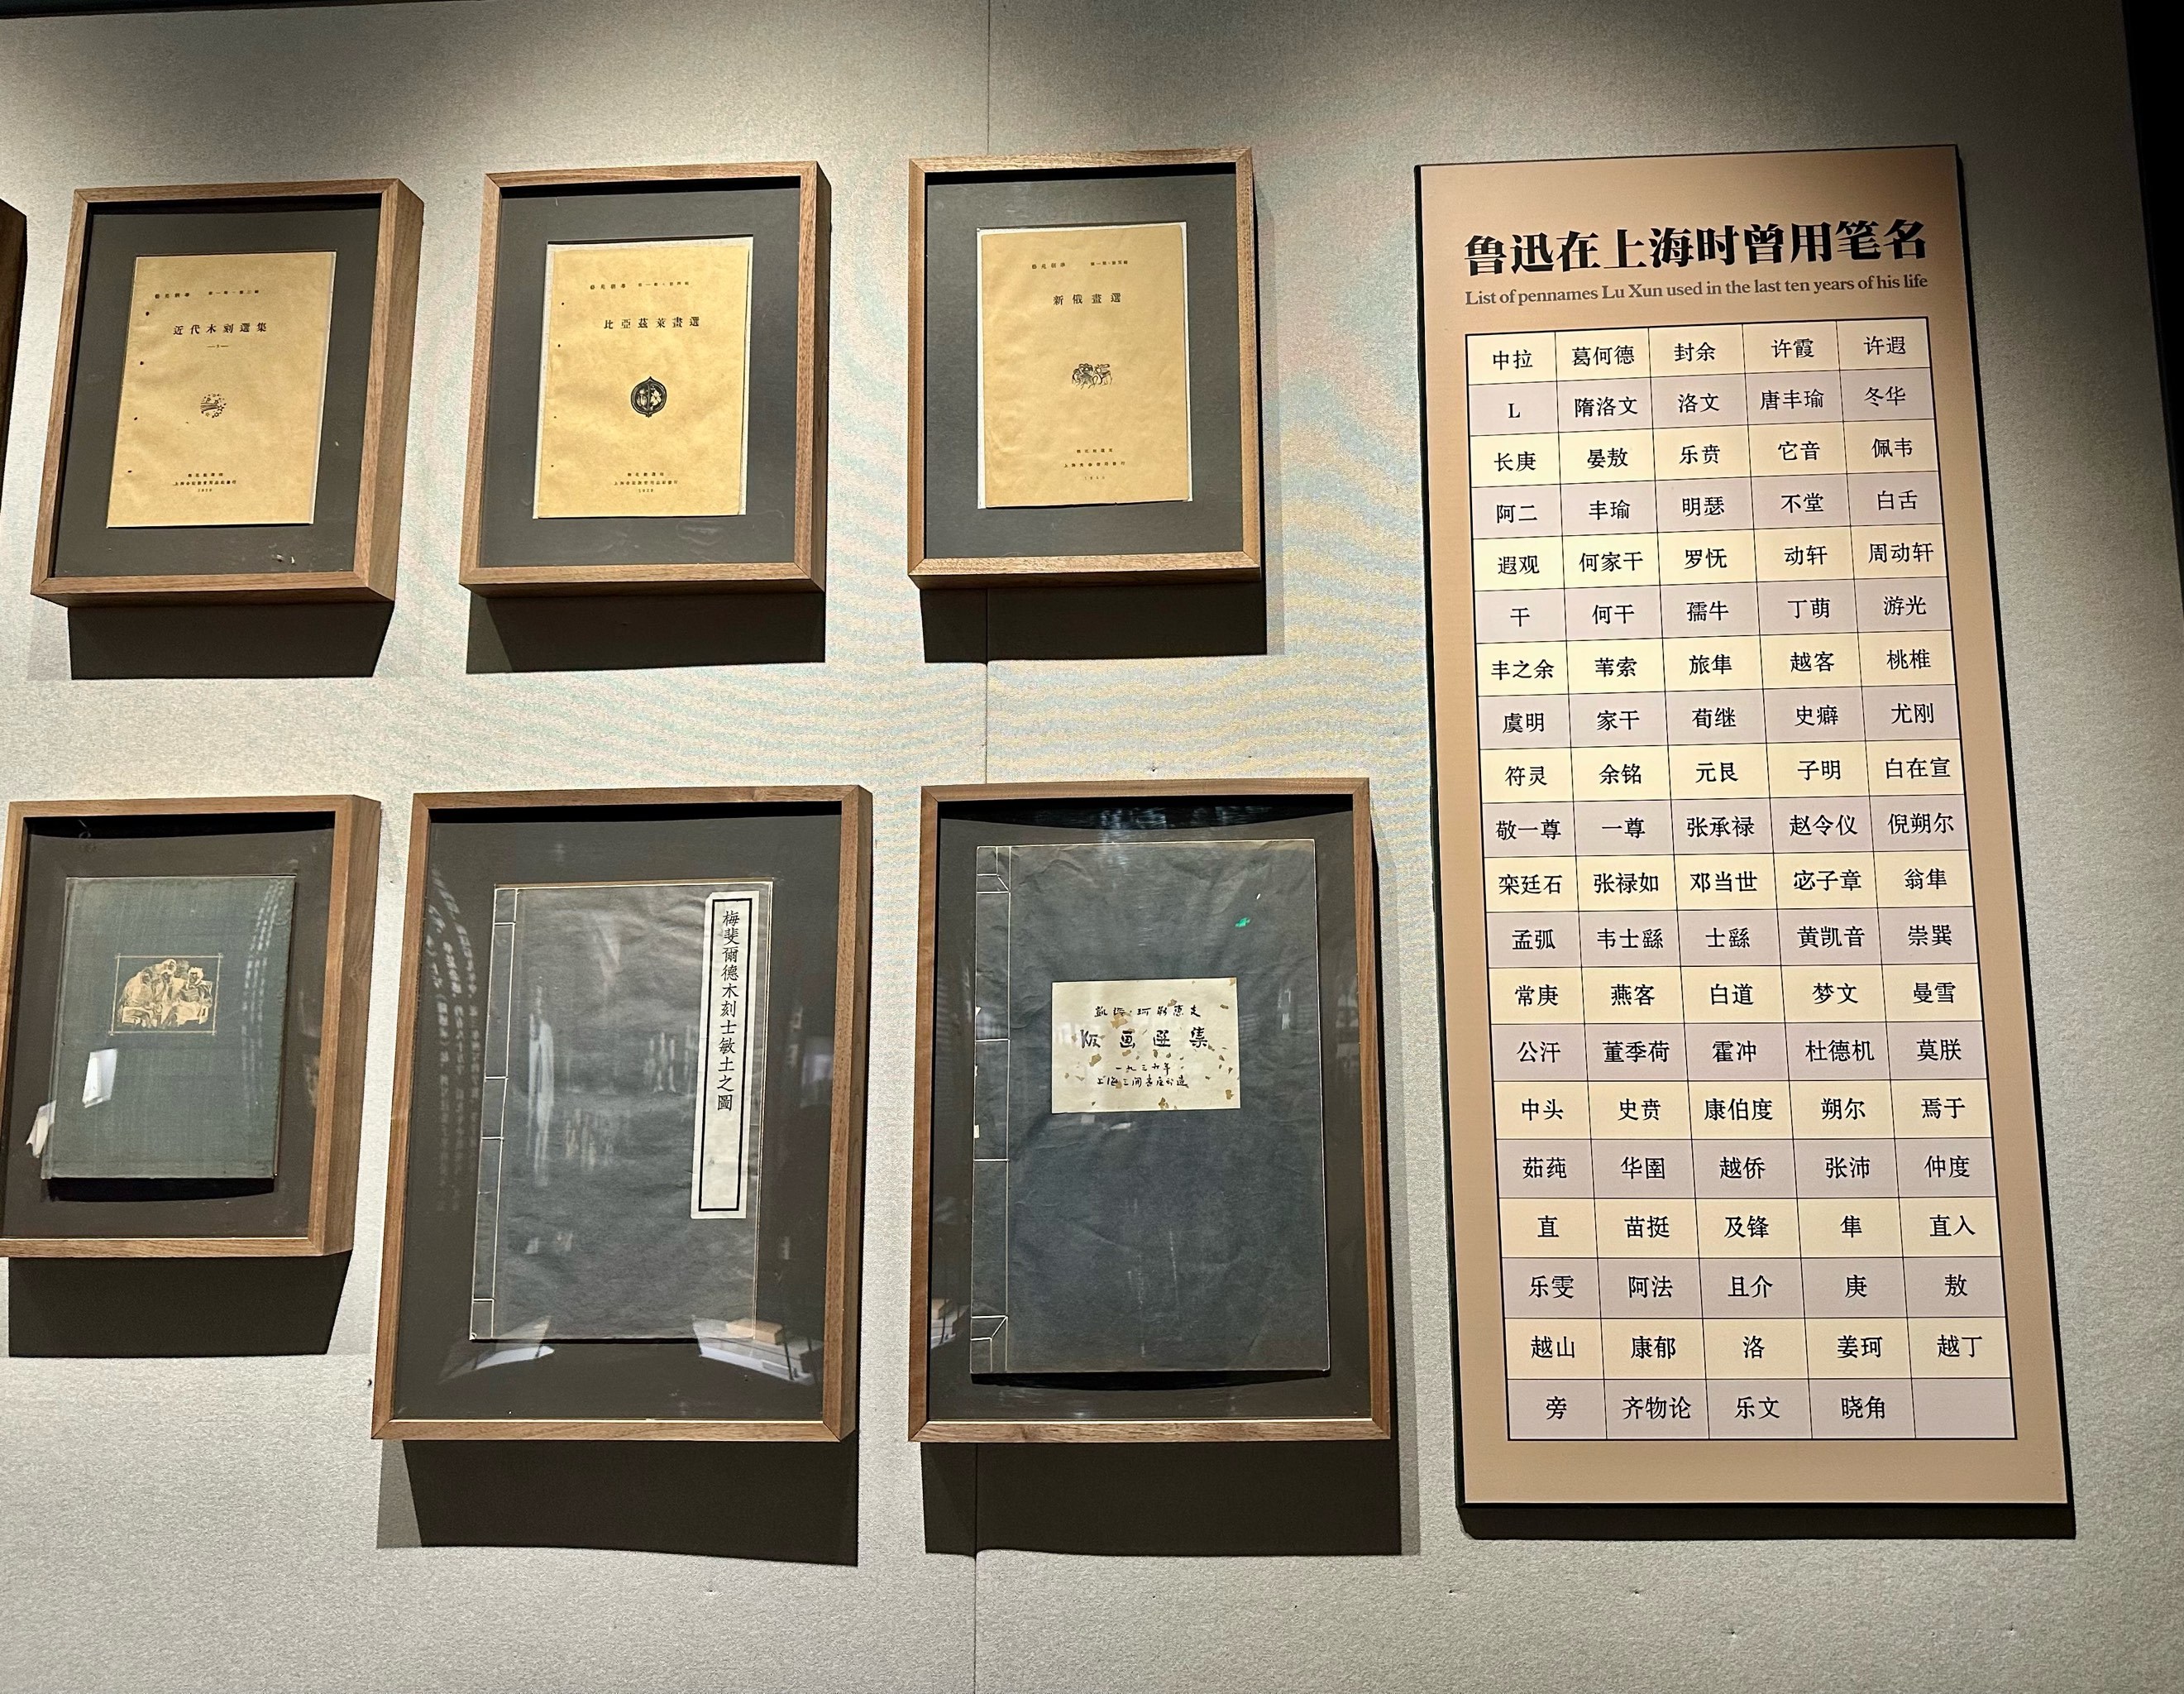 近代木刻選集
比亞茲萊畫選
新俄畫選
梅斐爾德木刻士敏土之圖
版画選集
鲁迅在上海时曾用笔名
List of pennames Lu Xun used in the last ten years of his life
中拉 葛何德 封余 许霞 许遐
L 隋洛文 洛文 唐丰瑜 冬华
长庚 晏敖 乐贲 它音 佩韦
阿二 丰瑜 明瑟 不堂 白舌
遐观 何家干 罗怃 动轩 周动轩
干 何干 孺牛 丁萌 游光
丰之余 苇索 旅隼 越客 桃椎
虞明 家干 荀继 史癖 尤刚
符灵 余铭 元艮 子明 白在宣
敬一尊 一尊 张承禄 赵令仪 倪朔尔
栾廷石 张禄如 邓当世 宓子章 翁隼
孟弧 韦士繇 士繇 黄凯音 崇巽
常庚 燕客 白道 梦文 曼雪
公汗 董季荷 霍冲 杜德机 莫朕
中头 史贲 康伯度 朔尔 焉于
茹莼 华圉 越侨 张沛 仲度
直 苗挺 及锋 隼 直入
乐雯 阿法 且介 庚 敖
越山 康郁 洛 姜珂 越丁
旁 齐物论 乐文 晓角